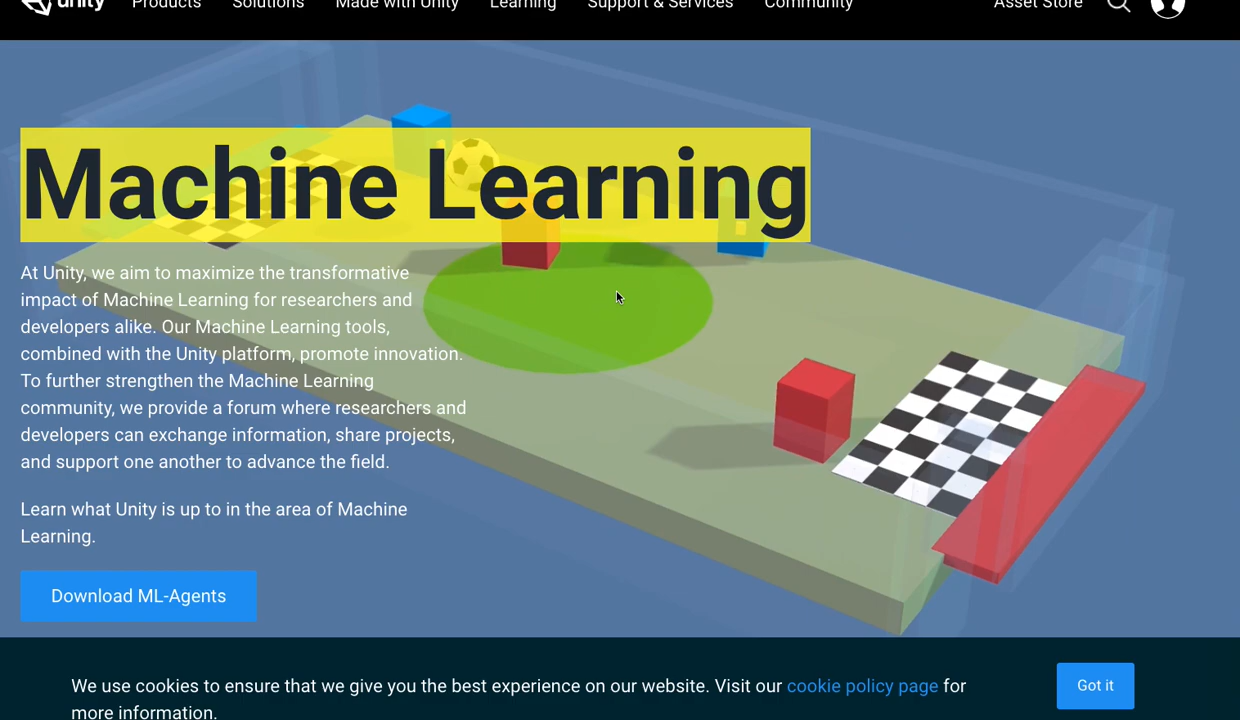 unity Products Solutions Made with Unity Learning Support & Services Community Asset Store
Machine Learning
At Unity, we aim to maximize the transformative
impact of Machine Learning for researchers and
developers alike. Our Machine Learning tools,
combined with the Unity platform, promote innovation.
To further strengthen the Machine Learning
community, we provide a forum where researchers and
developers can exchange information, share projects,
and support one another to advance the field.
Learn what Unity is up to in the area of Machine
Learning.
Download ML-Agents
We use cookies to ensure that we give you the best experience on our website. Visit our cookie policy page for
more information.
Got it